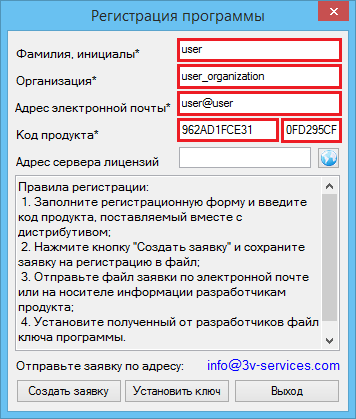 Регистрация программы
Фамилия, инициалы* user
Организация* user_organization
Адрес электронной почты* user@user
Код продукта* 962AD1FCE31 0FD295CF
Адрес сервера лицензий
Правила регистрации:
1. Заполните регистрационную форму и введите
код продукта, поставляемый вместе с
дистрибутивом;
2. Нажмите кнопку "Создать заявку" и сохраните
заявку на регистрацию в файл;
3. Отправьте файл заявки по электронной почте
или на носителе информации разработчикам
продукта;
4. Установите полученный от разработчиков файл
ключа программы.
Отправьте заявку по адресу: info@3v-services.com
Создать заявку Установить ключ Выход